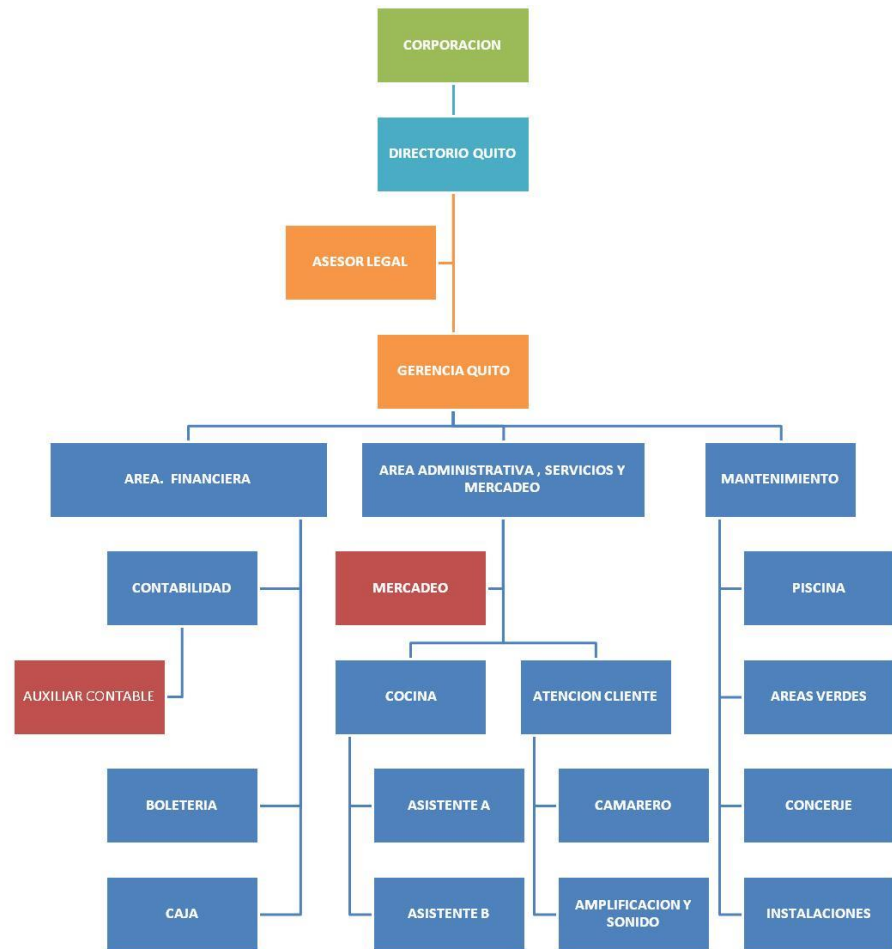 CORPORACION
DIRECTORIO QUITO
ASESOR LEGAL
GERENCIA QUITO
AREA.  FINANCIERA
AREA ADMINISTRATIVA , SERVICIOS Y
MERCADEO
MANTENIMIENTO
CONTABILIDAD
MERCADEO
PISCINA
AUXILIAR CONTABLE
COCINA
ATENCION CLIENTE
AREAS VERDES
BOLETERIA
ASISTENTE A
CAMARERO
CONCERJE
CAJA
ASISTENTE B
AMPLIFICACION Y
SONIDO
INSTALACIONES